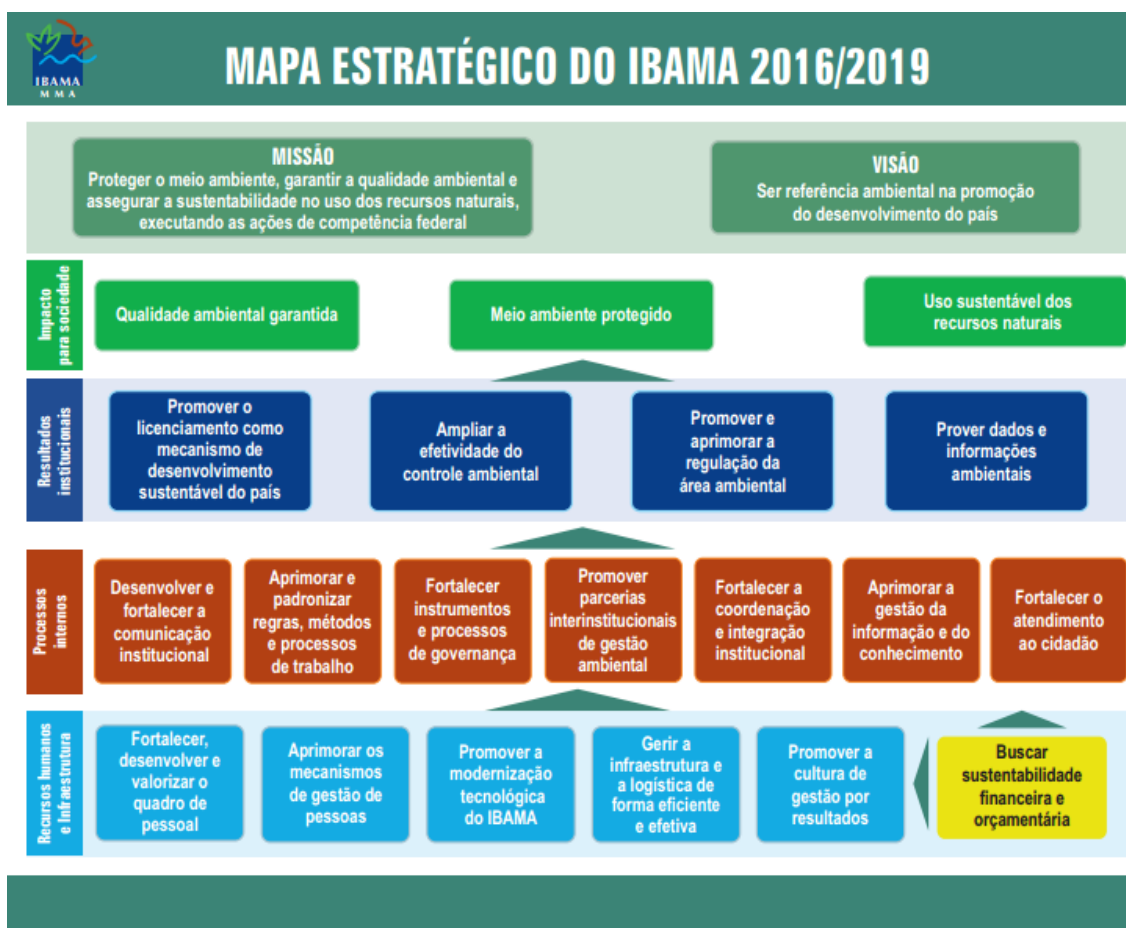 IBAMA
M M A
MAPA ESTRATÉGICO DO IBAMA 2016/2019
MISSÃO
Proteger o meio ambiente, garantir a qualidade ambiental e
assegurar a sustentabilidade no uso dos recursos naturais,
executando as ações de competência federal
VISÃO
Ser referência ambiental na promoção
do desenvolvimento do país
Impacto
para sociedade
Qualidade ambiental garantida
Meio ambiente protegido
Uso sustentável dos
recursos naturais
Resultados
institucionais
Promover o
licenciamento como
mecanismo de
desenvolvimento
sustentável do país
Ampliar a
efetividade do
controle ambiental
Promover e
aprimorar a
regulação da
área ambiental
Prover dados e
informações
ambientais
Processos
internos
Desenvolver e
fortalecer a
comunicação
institucional
Aprimorar e
padronizar
regras, métodos
e processos
de trabalho
Fortalecer
instrumentos
e processos
de governança
Promover
parcerias
interinstitucionais
de gestão
ambiental
Fortalecer a
coordenação
e integração
institucional
Aprimorar a
gestão da
informação e do
conhecimento
Fortalecer o
atendimento
ao cidadão
Recursos humanos
e Infraestrutura
Fortalecer,
desenvolver e
valorizar o
quadro de
pessoal
Aprimorar os
mecanismos
de gestão de
pessoas
Promover a
modernização
tecnológica
do IBAMA
Gerir a
infraestrutura e
a logística de
forma eficiente
e efetiva
Promover a
cultura de
gestão por
resultados
Buscar
sustentabilidade
financeira e
orçamentária